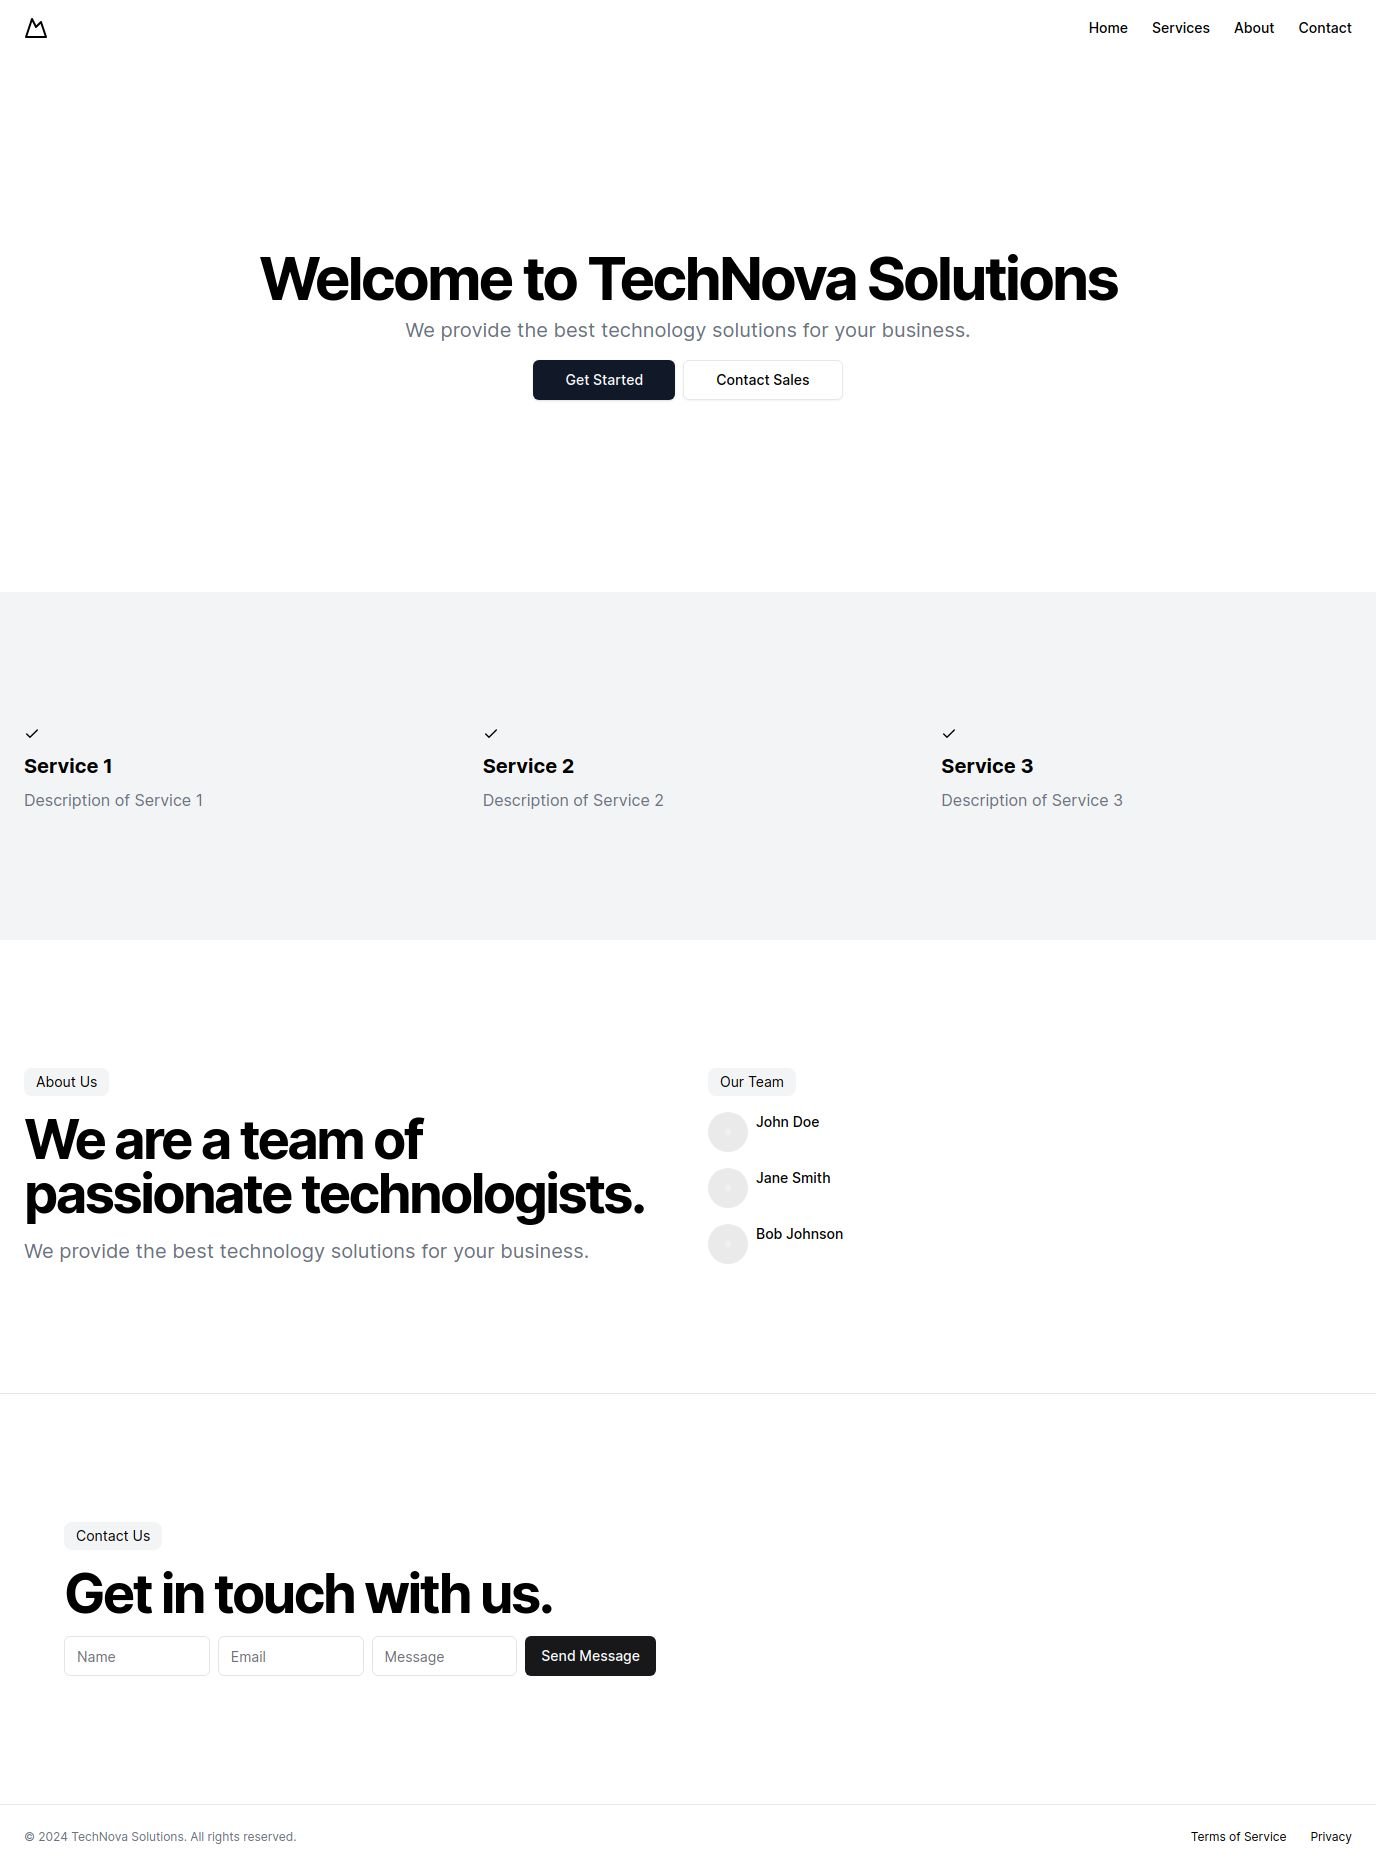 Home Services About Contact
Welcome to TechNova Solutions
We provide the best technology solutions for your business.
Get Started Contact Sales
Service 1
Description of Service 1
Service 2
Description of Service 2
Service 3
Description of Service 3
About Us
We are a team of
passionate technologists.
We provide the best technology solutions for your business.
Our Team
John Doe
Jane Smith
Bob Johnson
Contact Us
Get in touch with us.
Name Email Message Send Message
© 2024 TechNova Solutions. All rights reserved.
Terms of Service Privacy